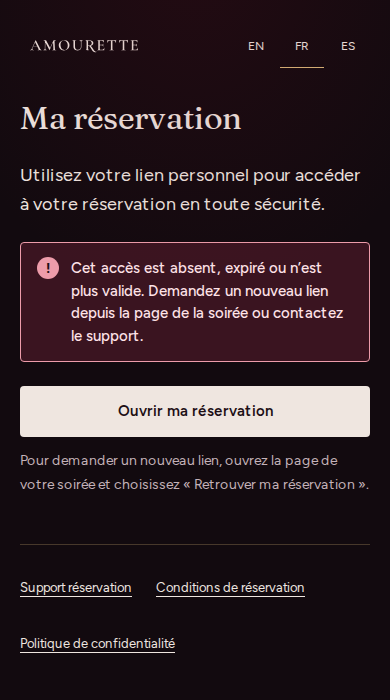 AMOURETTE
EN FR ES
Ma réservation
Utilisez votre lien personnel pour accéder
à votre réservation en toute sécurité.
!
Cet accès est absent, expiré ou n’est
plus valide. Demandez un nouveau lien
depuis la page de la soirée ou contactez
le support.
Ouvrir ma réservation
Pour demander un nouveau lien, ouvrez la page de
votre soirée et choisissez « Retrouver ma réservation ».
Support réservation Conditions de réservation
Politique de confidentialité